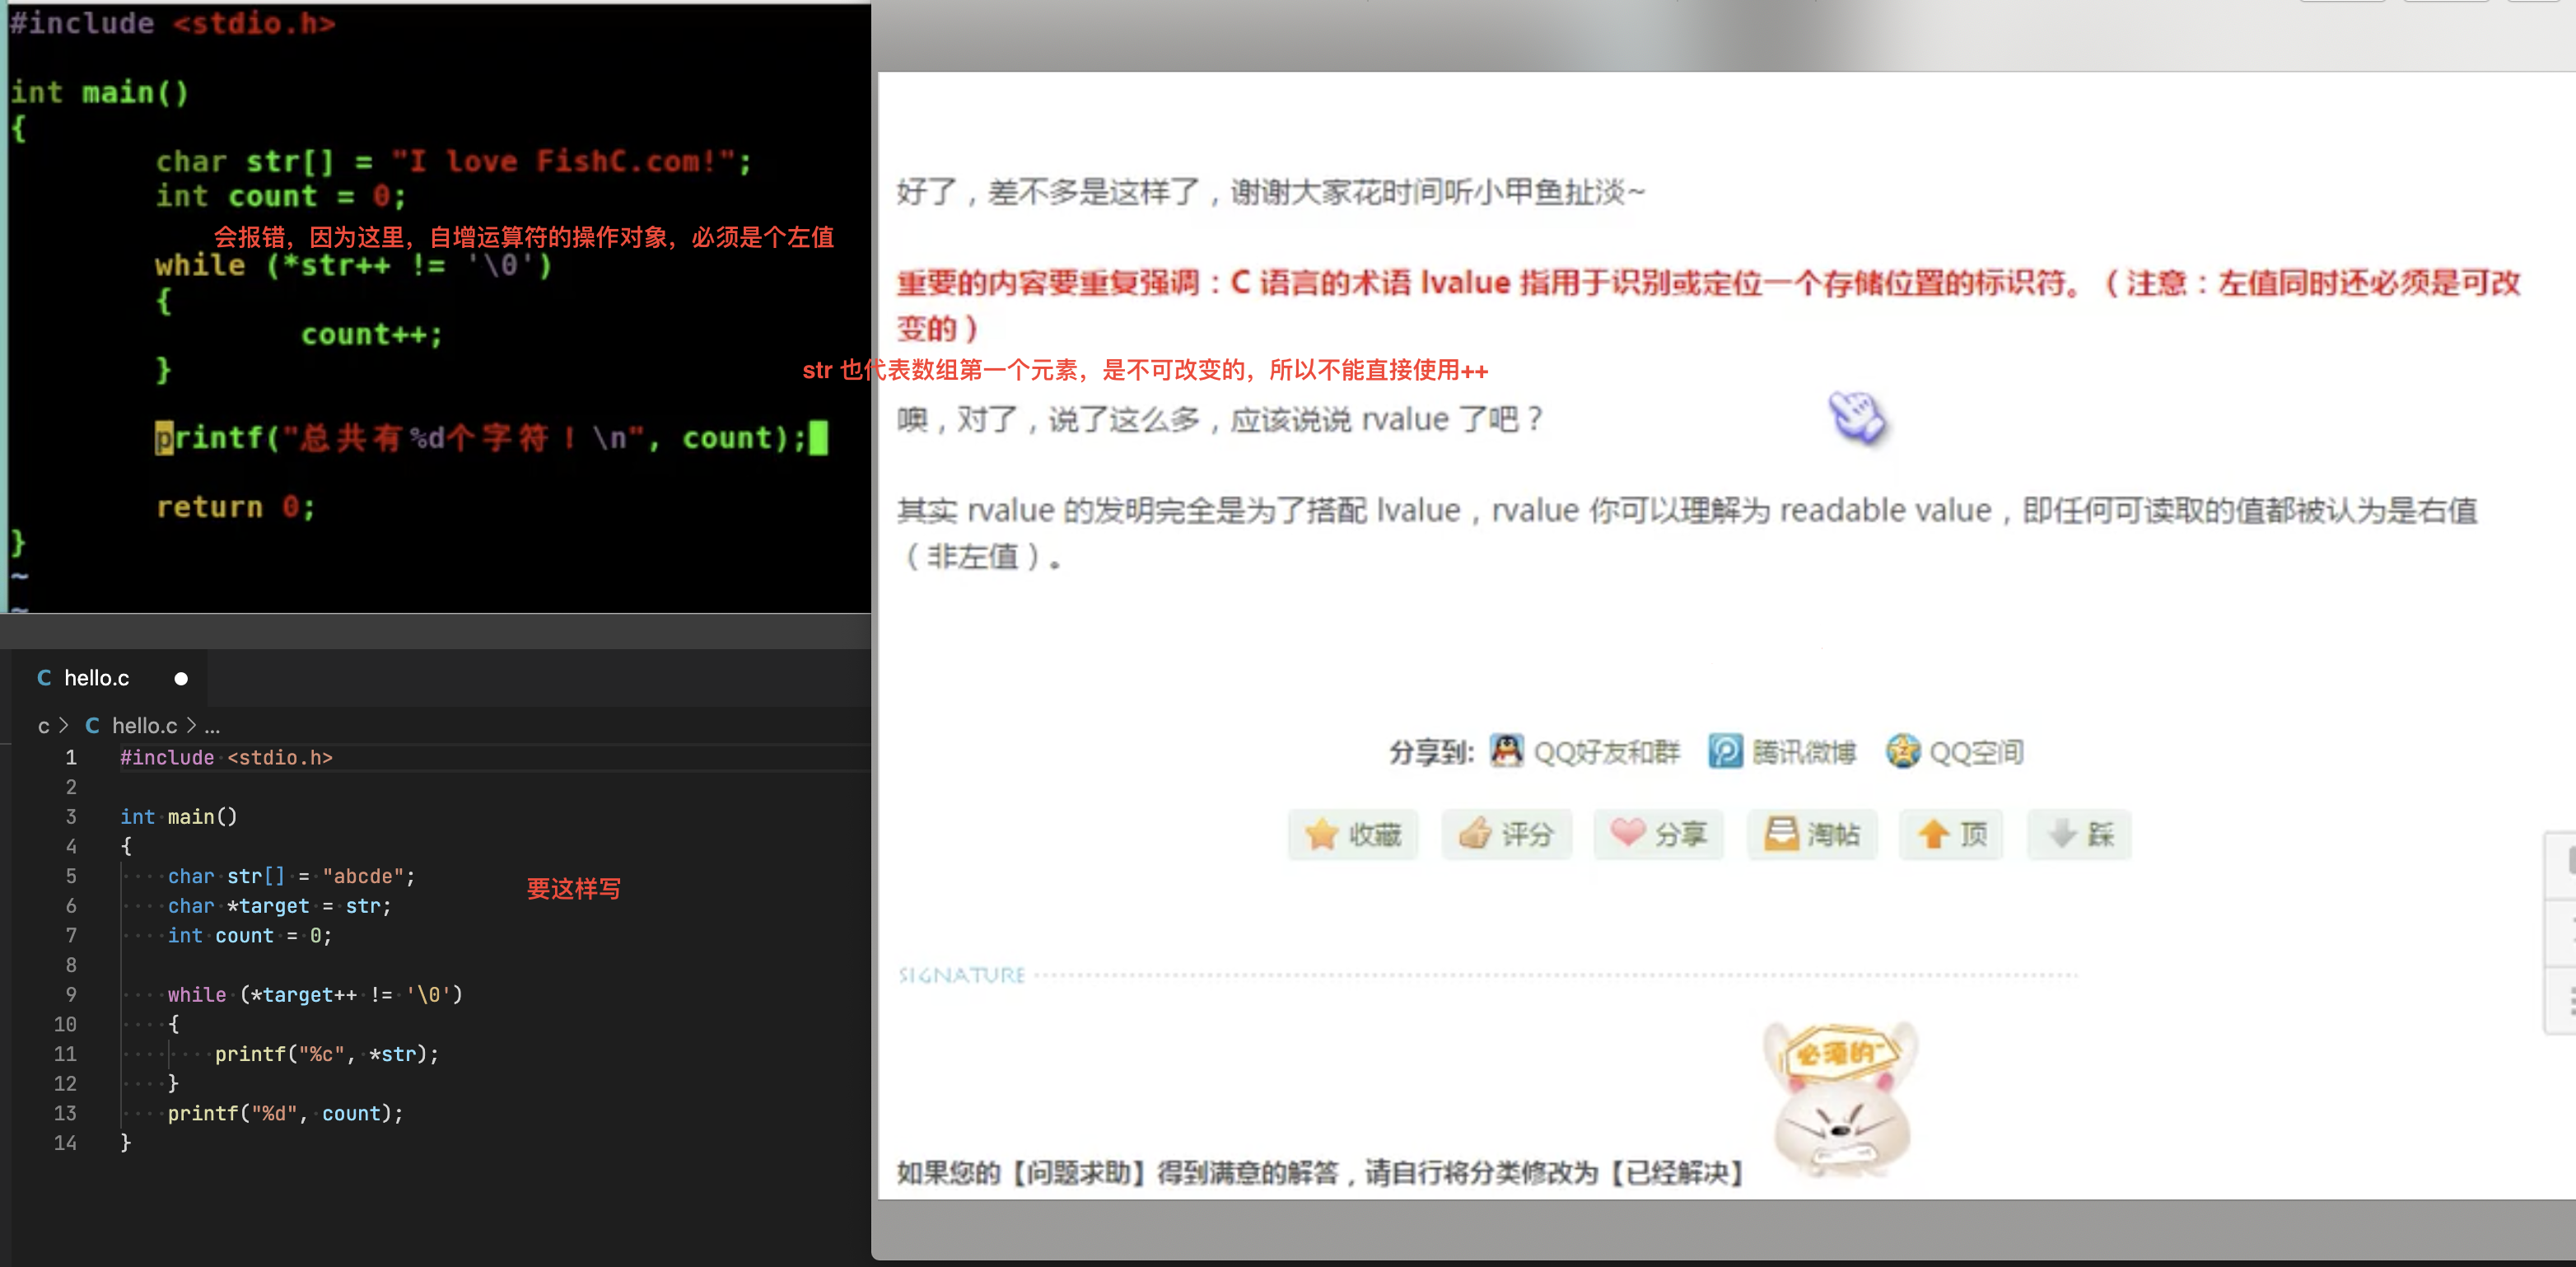 #include <stdio.h>
int main()
{
char str[] = "I love FishC.com!";
int count = 0;
会报错，因为这里，自增运算符的操作对象，必须是个左值
while (*str++ != '\0')
{
count++;
}
printf("总共有%d个字符！\n", count);
return 0;
}
~
~
C hello.c ●
c > C hello.c > ...
1 #include <stdio.h>
2
3 int main()
4 {
5 char str[] = "abcde";
要这样写
6 char *target = str;
7 int count = 0;
8
9 while (*target++ != '\0')
10 {
11 printf("%c", *str);
12 }
13 printf("%d", count);
14 }
好了，差不多是这样了，谢谢大家花时间听小甲鱼扯淡~
重要的内容要重复强调：C 语言的术语 lvalue 指用于识别或定位一个存储位置的标识符。（注意：左值同时还必须是可改
变的）
str 也代表数组第一个元素，是不可改变的，所以不能直接使用++
噢，对了，说了这么多，应该说说 rvalue 了吧？
其实 rvalue 的发明完全是为了搭配 lvalue，rvalue 你可以理解为 readable value，即任何可读取的值都被认为是右值
（非左值）。
分享到: QQ好友和群 腾讯微博 QQ空间
收藏 评分 分享 淘帖 顶 踩
SIGNATURE
必须的~
如果您的【问题求助】得到满意的解答，请自行将分类修改为【已经解决】